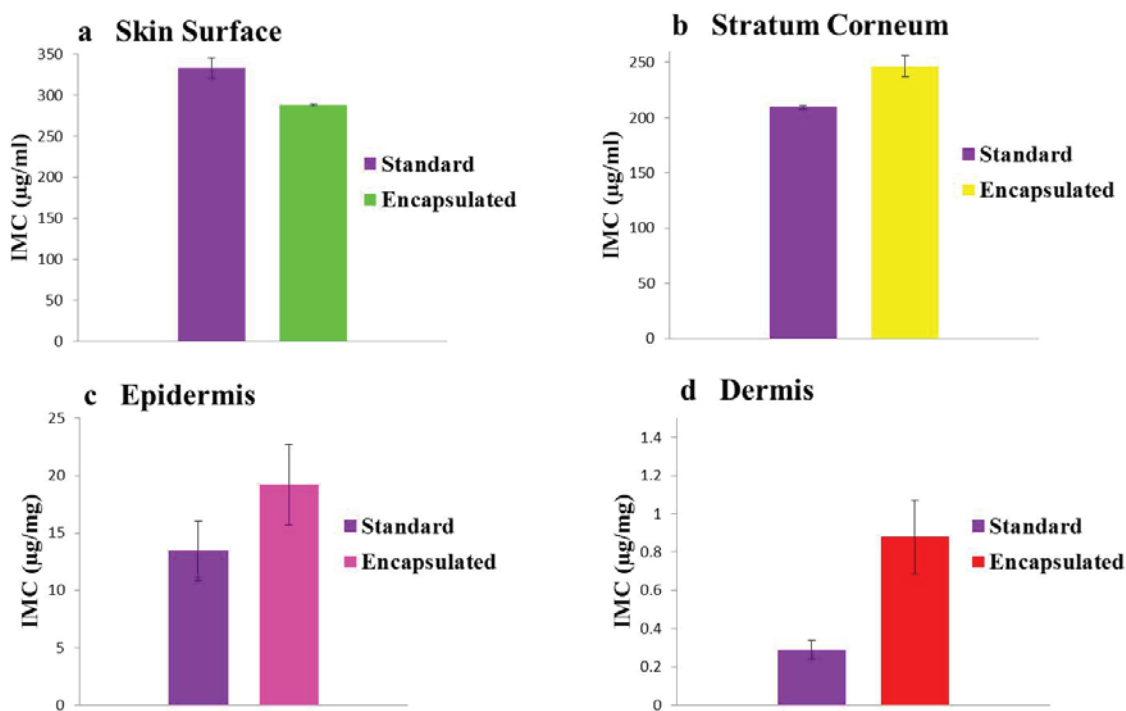 a Skin Surface
350
300
250
300
150
100
50
0
IMC (µg/ml)
Standard
Encapsulated
b Stratum Corneum
250
200
250
200
50
0
IMC (µg/ml)
Standard
Encapsulated
c Epidermis
25
20
15
10
5
0
IMC (µg/mg)
Standard
Encapsulated
d Dermis
1.4
1.2
1
0.8
0.6
0.4
0.2
0
IMC (µg/mg)
Standard
Encapsulated